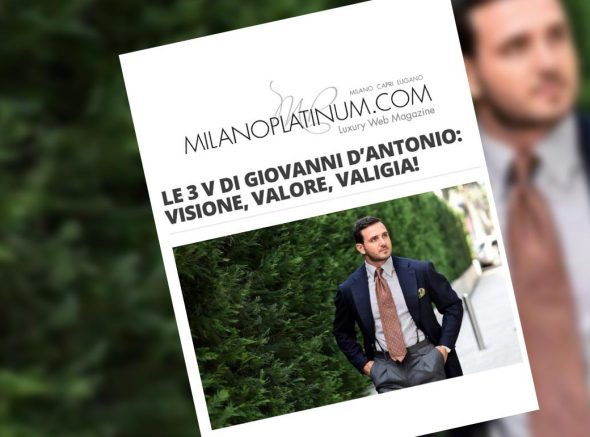 MILANO CAPRI LUGANO
MILANOPLATINUM.COM
Luxury Web Magazine
LE 3 V DI GIOVANNI D'ANTONIO:
VISIONE, VALORE, VALIGIA!